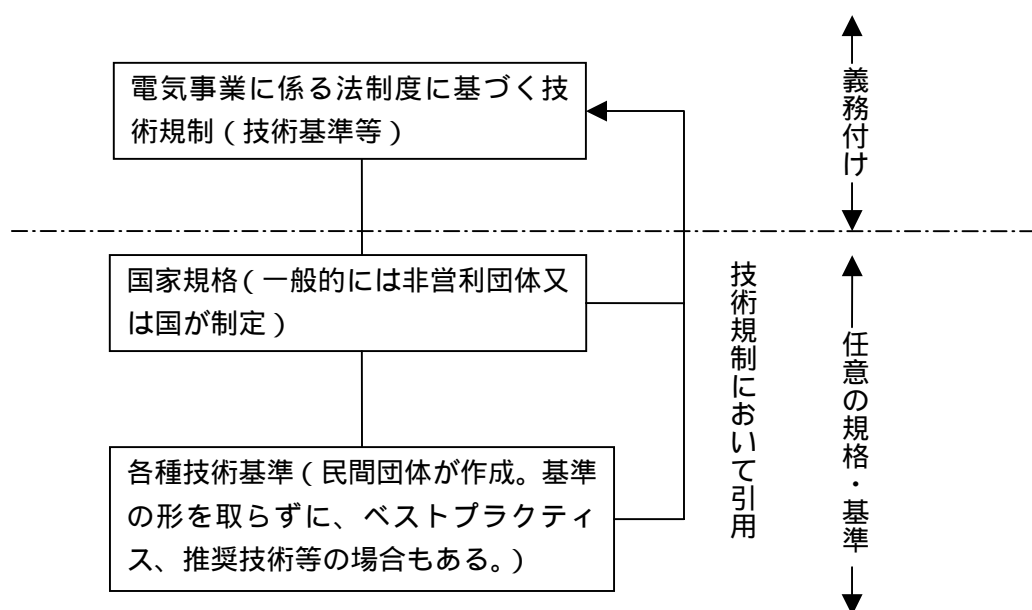 電気事業に係る法制度に基づく技
術規制(技術基準等)
義務付け
国家規格(一般的には非営利団体又
は国が制定)
技術規制において引用
任意の規格・基準
各種技術基準(民間団体が作成。基準
の形を取らずに、ベストプラクティ
ス、推奨技術等の場合もある。)